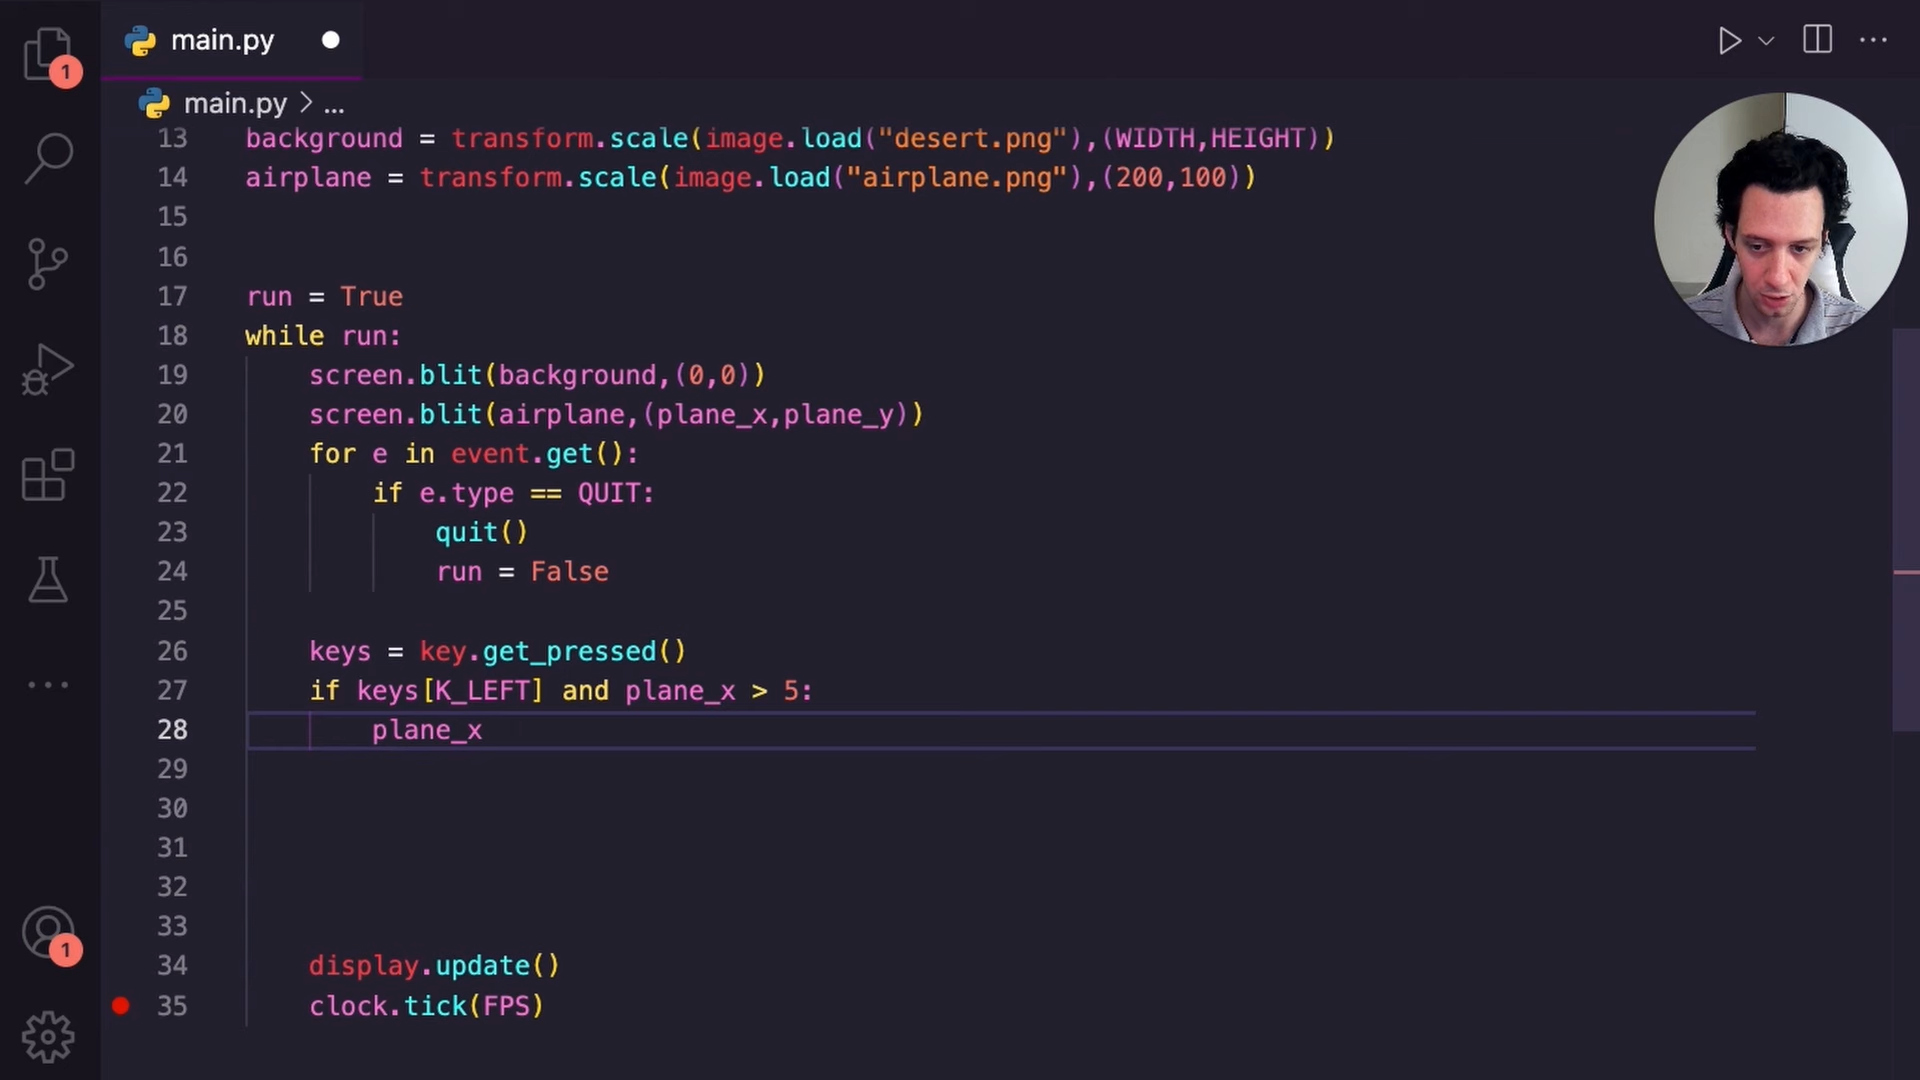 1
main.py
main.py > ...
13 background = transform.scale(image.load("desert.png"),(WIDTH,HEIGHT))
14 airplane = transform.scale(image.load("airplane.png"),(200,100))
15
16
17 run = True
18 while run:
19 screen.blit(background,(0,0))
20 screen.blit(airplane,(plane_x,plane_y))
21 for e in event.get():
22 if e.type == QUIT:
23 quit()
24 run = False
25
26 keys = key.get_pressed()
27 if keys[K_LEFT] and plane_x > 5:
28 plane_x
29
30
31
32
33
34 display.update()
35 clock.tick(FPS)
1